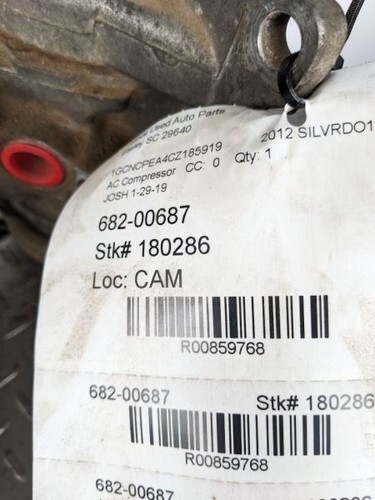 Used Auto Parts
SC 29640
1GCNCPEA4CZ185919 2012 SILVRDO1
AC Compressor CC: 0 Qty: 1
JOSH 1-29-19
682-00687
Stk# 180286
Loc: CAM
R00859768
682-00687 Stk# 180286
R00859768
682-00687